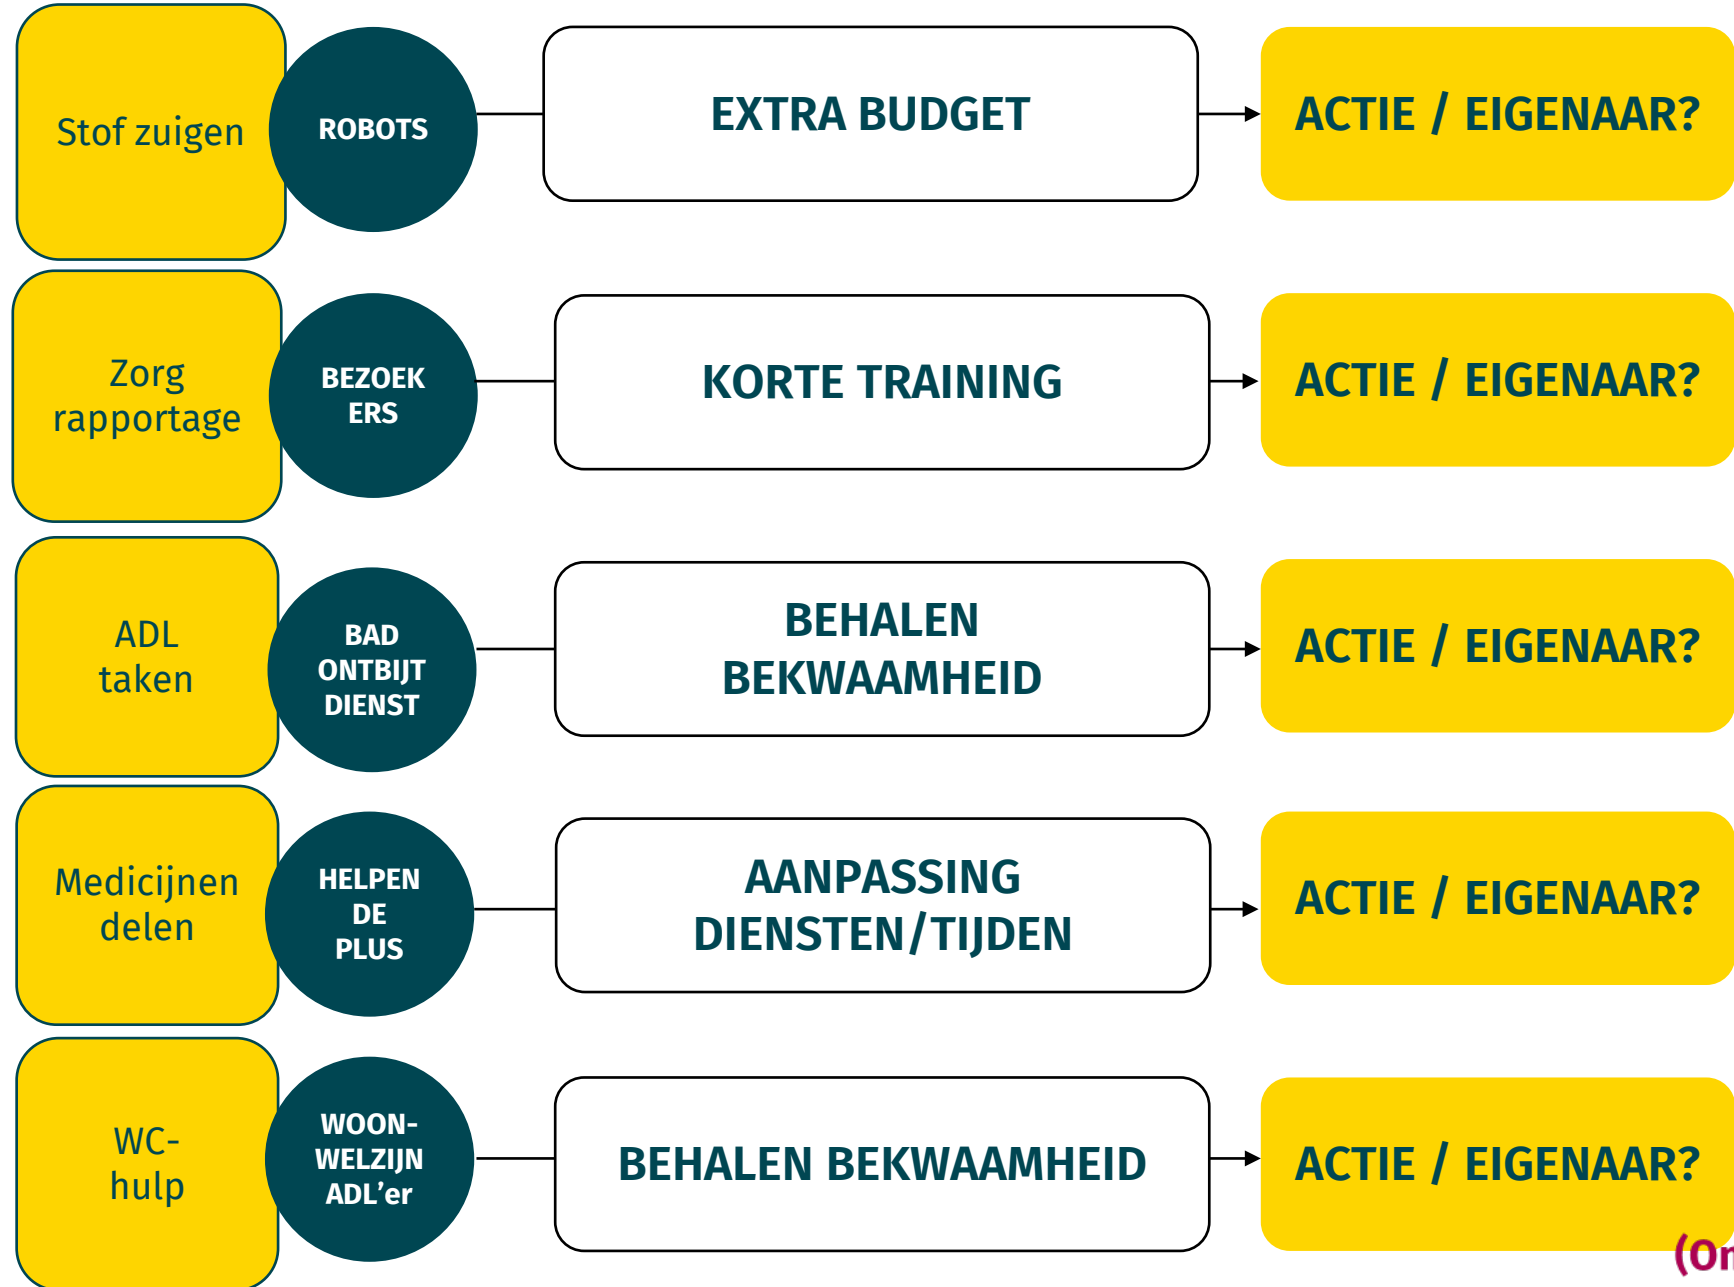 Stof zuigen
ROBOTS
EXTRA BUDGET
ACTIE / EIGENAAR?
Zorg
rapportage
BEZOEK
ERS
KORTE TRAINING
ACTIE / EIGENAAR?
ADL
taken
BAD
ONTBIJT
DIENST
BEHALEN
BEKWAAMHEID
ACTIE / EIGENAAR?
Medicijnen
delen
HELPEN
DE
PLUS
AANPASSING
DIENSTEN/TIJDEN
ACTIE / EIGENAAR?
WC-
hulp
WOON-
WELZIJN
ADL’er
BEHALEN BEKWAAMHEID
ACTIE / EIGENAAR?